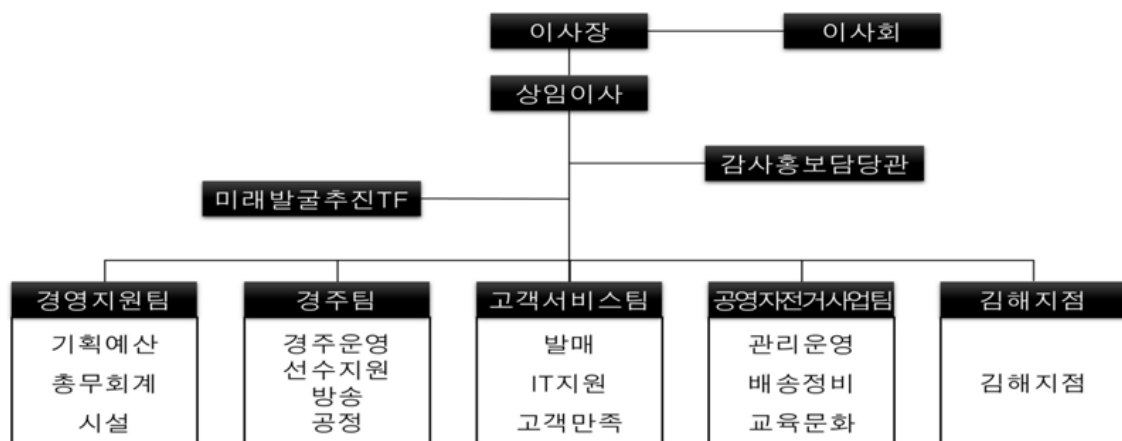 이사장
이사회
상임이사
감사홍보담당관
미래발굴추진TF
경영지원팀
기획예산
총무회계
시설
경주팀
경주운영
선수지원
방송
공정
고객서비스팀
발매
IT지원
고객만족
공영자전거사업팀
관리운영
배송정비
교육문화
김해지점
김해지점